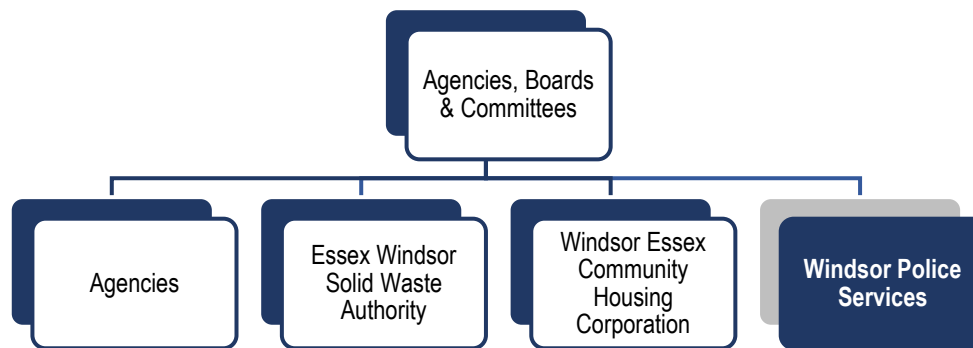 Agencies, Boards
& Committees
Agencies
Essex Windsor
Solid Waste
Authority
Windsor Essex
Community
Housing
Corporation
Windsor Police
Services